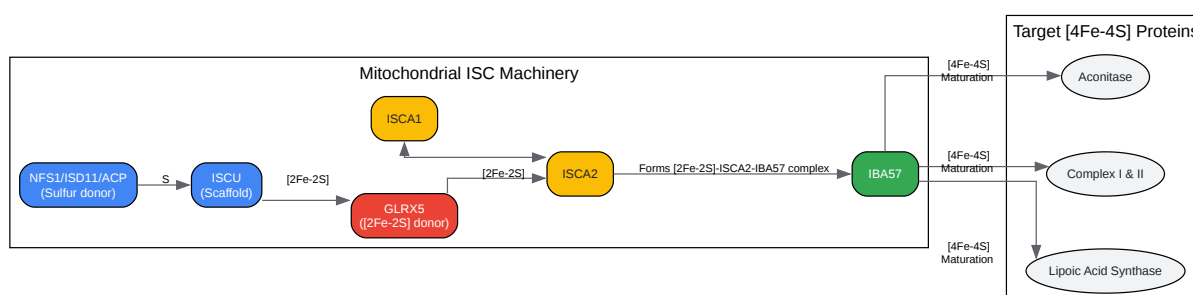 Target [4Fe-4S] Proteins
Mitochondrial ISC Machinery
[4Fe-4S]
Maturation
Aconitase
ISCA1
NFS1/ISD11/ACP
(Sulfur donor)
S
ISCU
(Scaffold)
[2Fe-2S]
GLRX5
([2Fe-2S] donor)
[2Fe-2S]
ISCA2
Forms [2Fe-2S]-ISCA2-IBA57 complex
IBA57
[4Fe-4S]
Maturation
Complex I & II
[4Fe-4S]
Maturation
Lipoic Acid Synthase